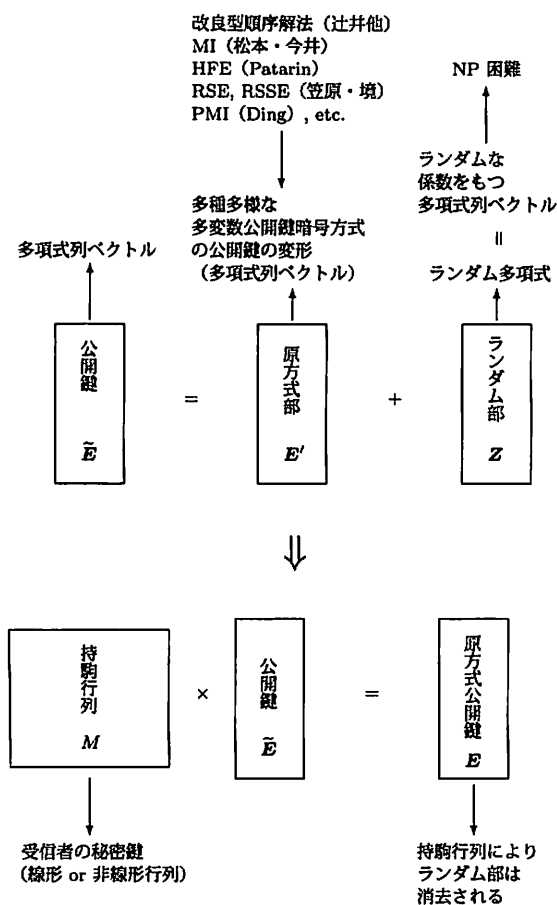 改良型順序解法（辻井他）
MI（松本・今井）
HFE（Patarin）
RSE, RSSE（笠原・境）
PMI（Ding）, etc.
NP 困難
ランダムな
係数をもつ
多項式列ベクトル
||
ランダム多項式
多種多様な
多変数公開鍵暗号方式
の公開鍵の変形
（多項式列ベクトル）
多項式列ベクトル
公開鍵 Ẽ
=
原方式部 E′
+
ランダム部 Z
⇓
持駒行列 M
×
公開鍵 Ẽ
=
原方式公開鍵 E
受信者の秘密鍵
（線形 or 非線形行列）
持駒行列により
ランダム部は
消去される